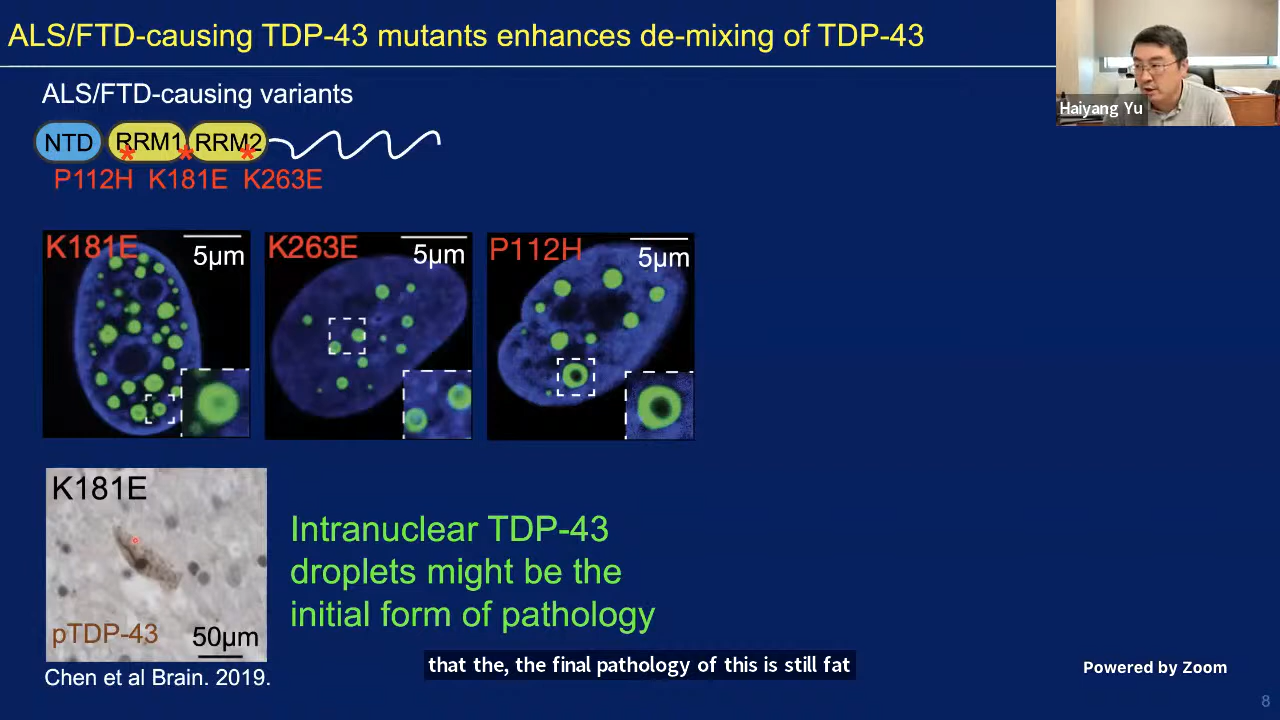 ALS/FTD-causing TDP-43 mutants enhances de-mixing of TDP-43
Haiyang Yu
ALS/FTD-causing variants
NTD RRM1 RRM2
P112H K181E K263E
K181E 5µm K263E 5µm P112H 5µm
K181E
pTDP-43 50µm
Chen et al Brain. 2019.
Intranuclear TDP-43
droplets might be the
initial form of pathology
that the, the final pathology of this is still fat
Powered by Zoom
8